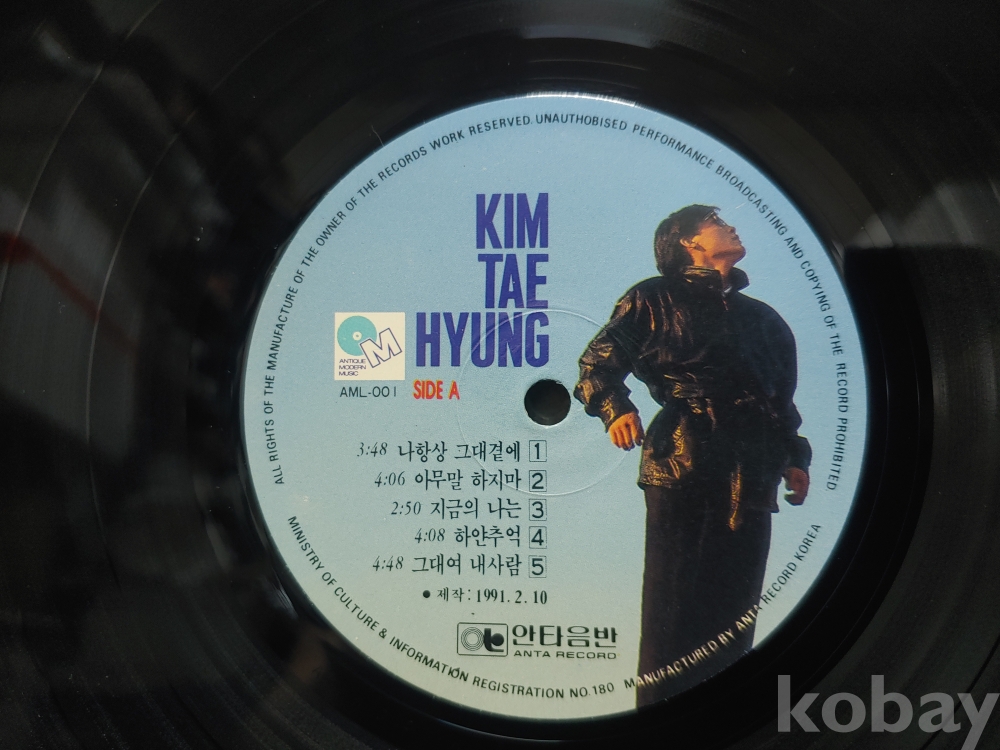 ALL RIGHTS OF THE MANUFACTURE OF THE OWNER OF THE RECORDS WORK RESERVED. UNAUTHOBISED PERFORMANCE BROADCASTING AND COPYING OF THE RECORD PROHIBITED
KIM
TAE
HYUNG
OM
ANTIQUE
MODERN
MUSIC
AML-001 SIDE A
3:48 나항상 그대곁에 1
4:06 아무말 하지마 2
2:50 지금의 나는 3
4:08 하얀추억 4
4:48 그대여 내사람 5
● 제작: 1991. 2. 10
안타음반
ANTA RECORD
MINISTRY OF CULTURE & INFORMATION REGISTRATION NO.180 MANUFACTURED BY ANTA RECORD KOREA
kobay